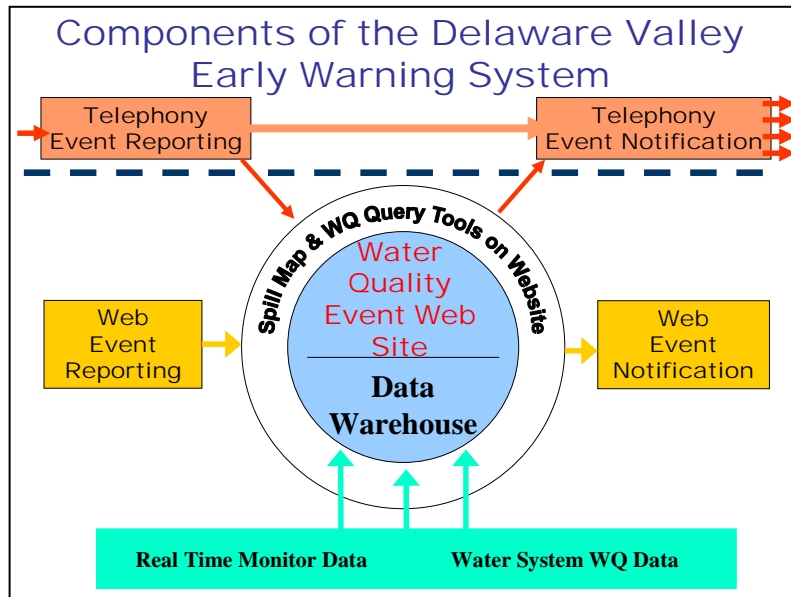 Components of the Delaware Valley
Early Warning System
Telephony
Event Reporting
Telephony
Event Notification
Spill Map & WQ Query Tools on Website
Water
Quality
Event Web
Site
Data
Warehouse
Web
Event
Reporting
Web
Event
Notification
Real Time Monitor Data
Water System WQ Data